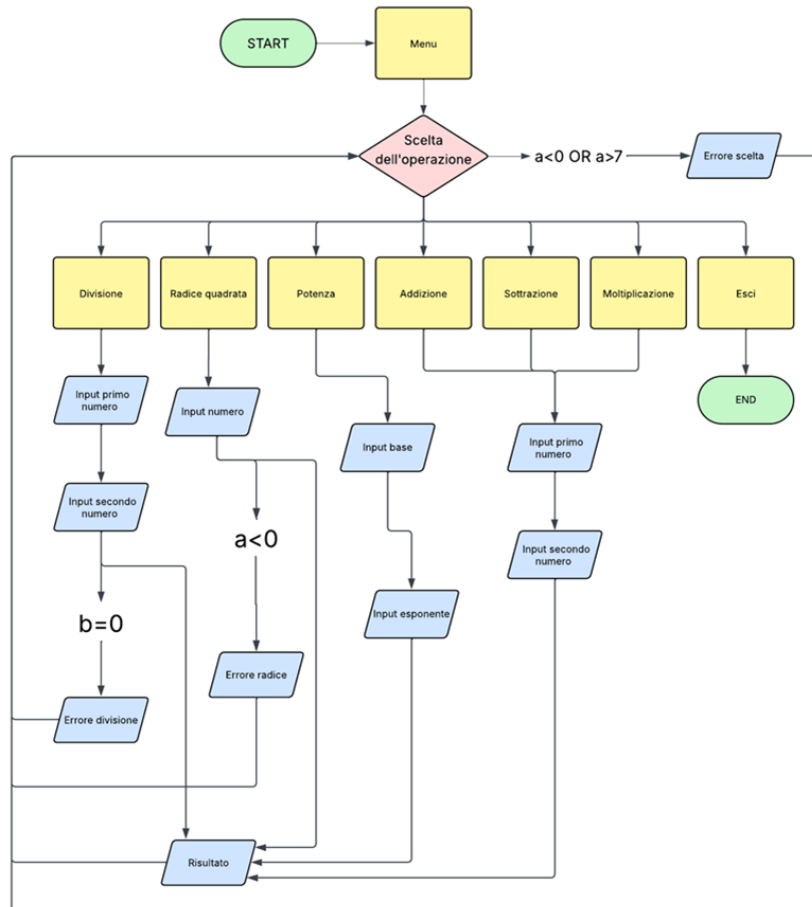 START
Menu
Scelta
dell'operazione
a<0 OR a>7
Errore scelta
Divisione
Radice quadrata
Potenza
Addizione
Sottrazione
Moltiplicazione
Esci
Input primo
numero
Input numero
END
Input base
Input primo
numero
Input secondo
numero
a<0
Input secondo
numero
b=0
Input esponente
Errore radice
Errore divisione
Risultato